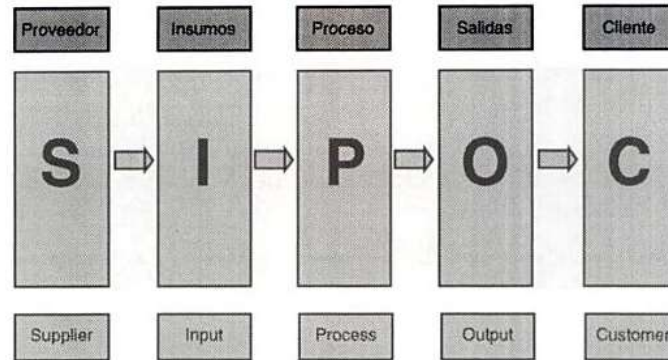 Proveedor Insumos Proceso Salidas Cliente
S I P O C
Supplier Input Process Output Customer